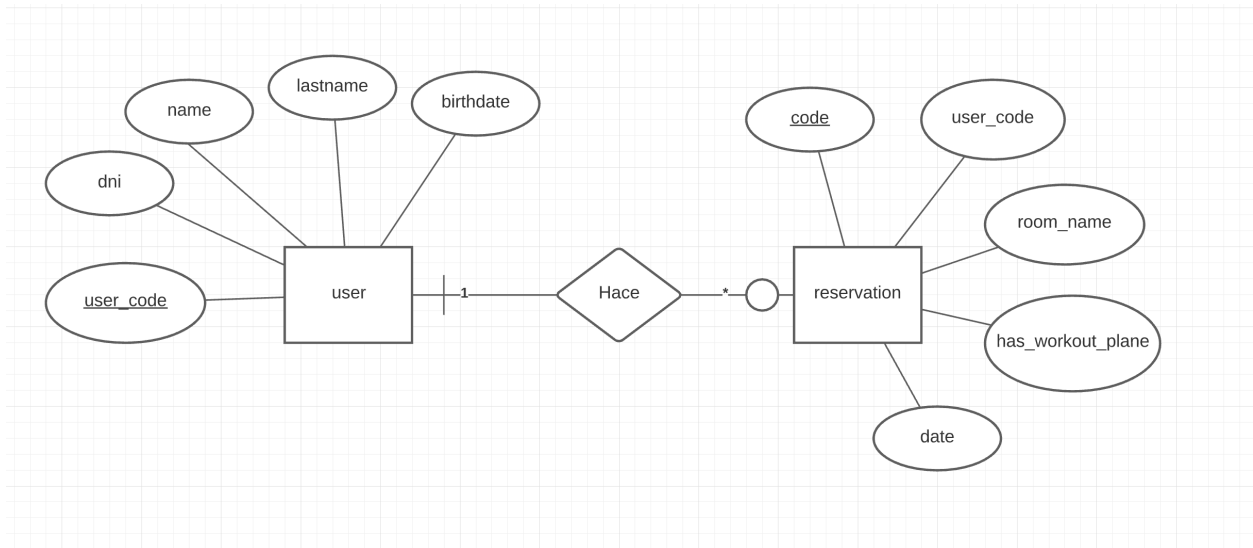 lastname
birthdate
name
code
user_code
dni
room_name
user_code
user
1
Hace
*
reservation
has_workout_plane
date